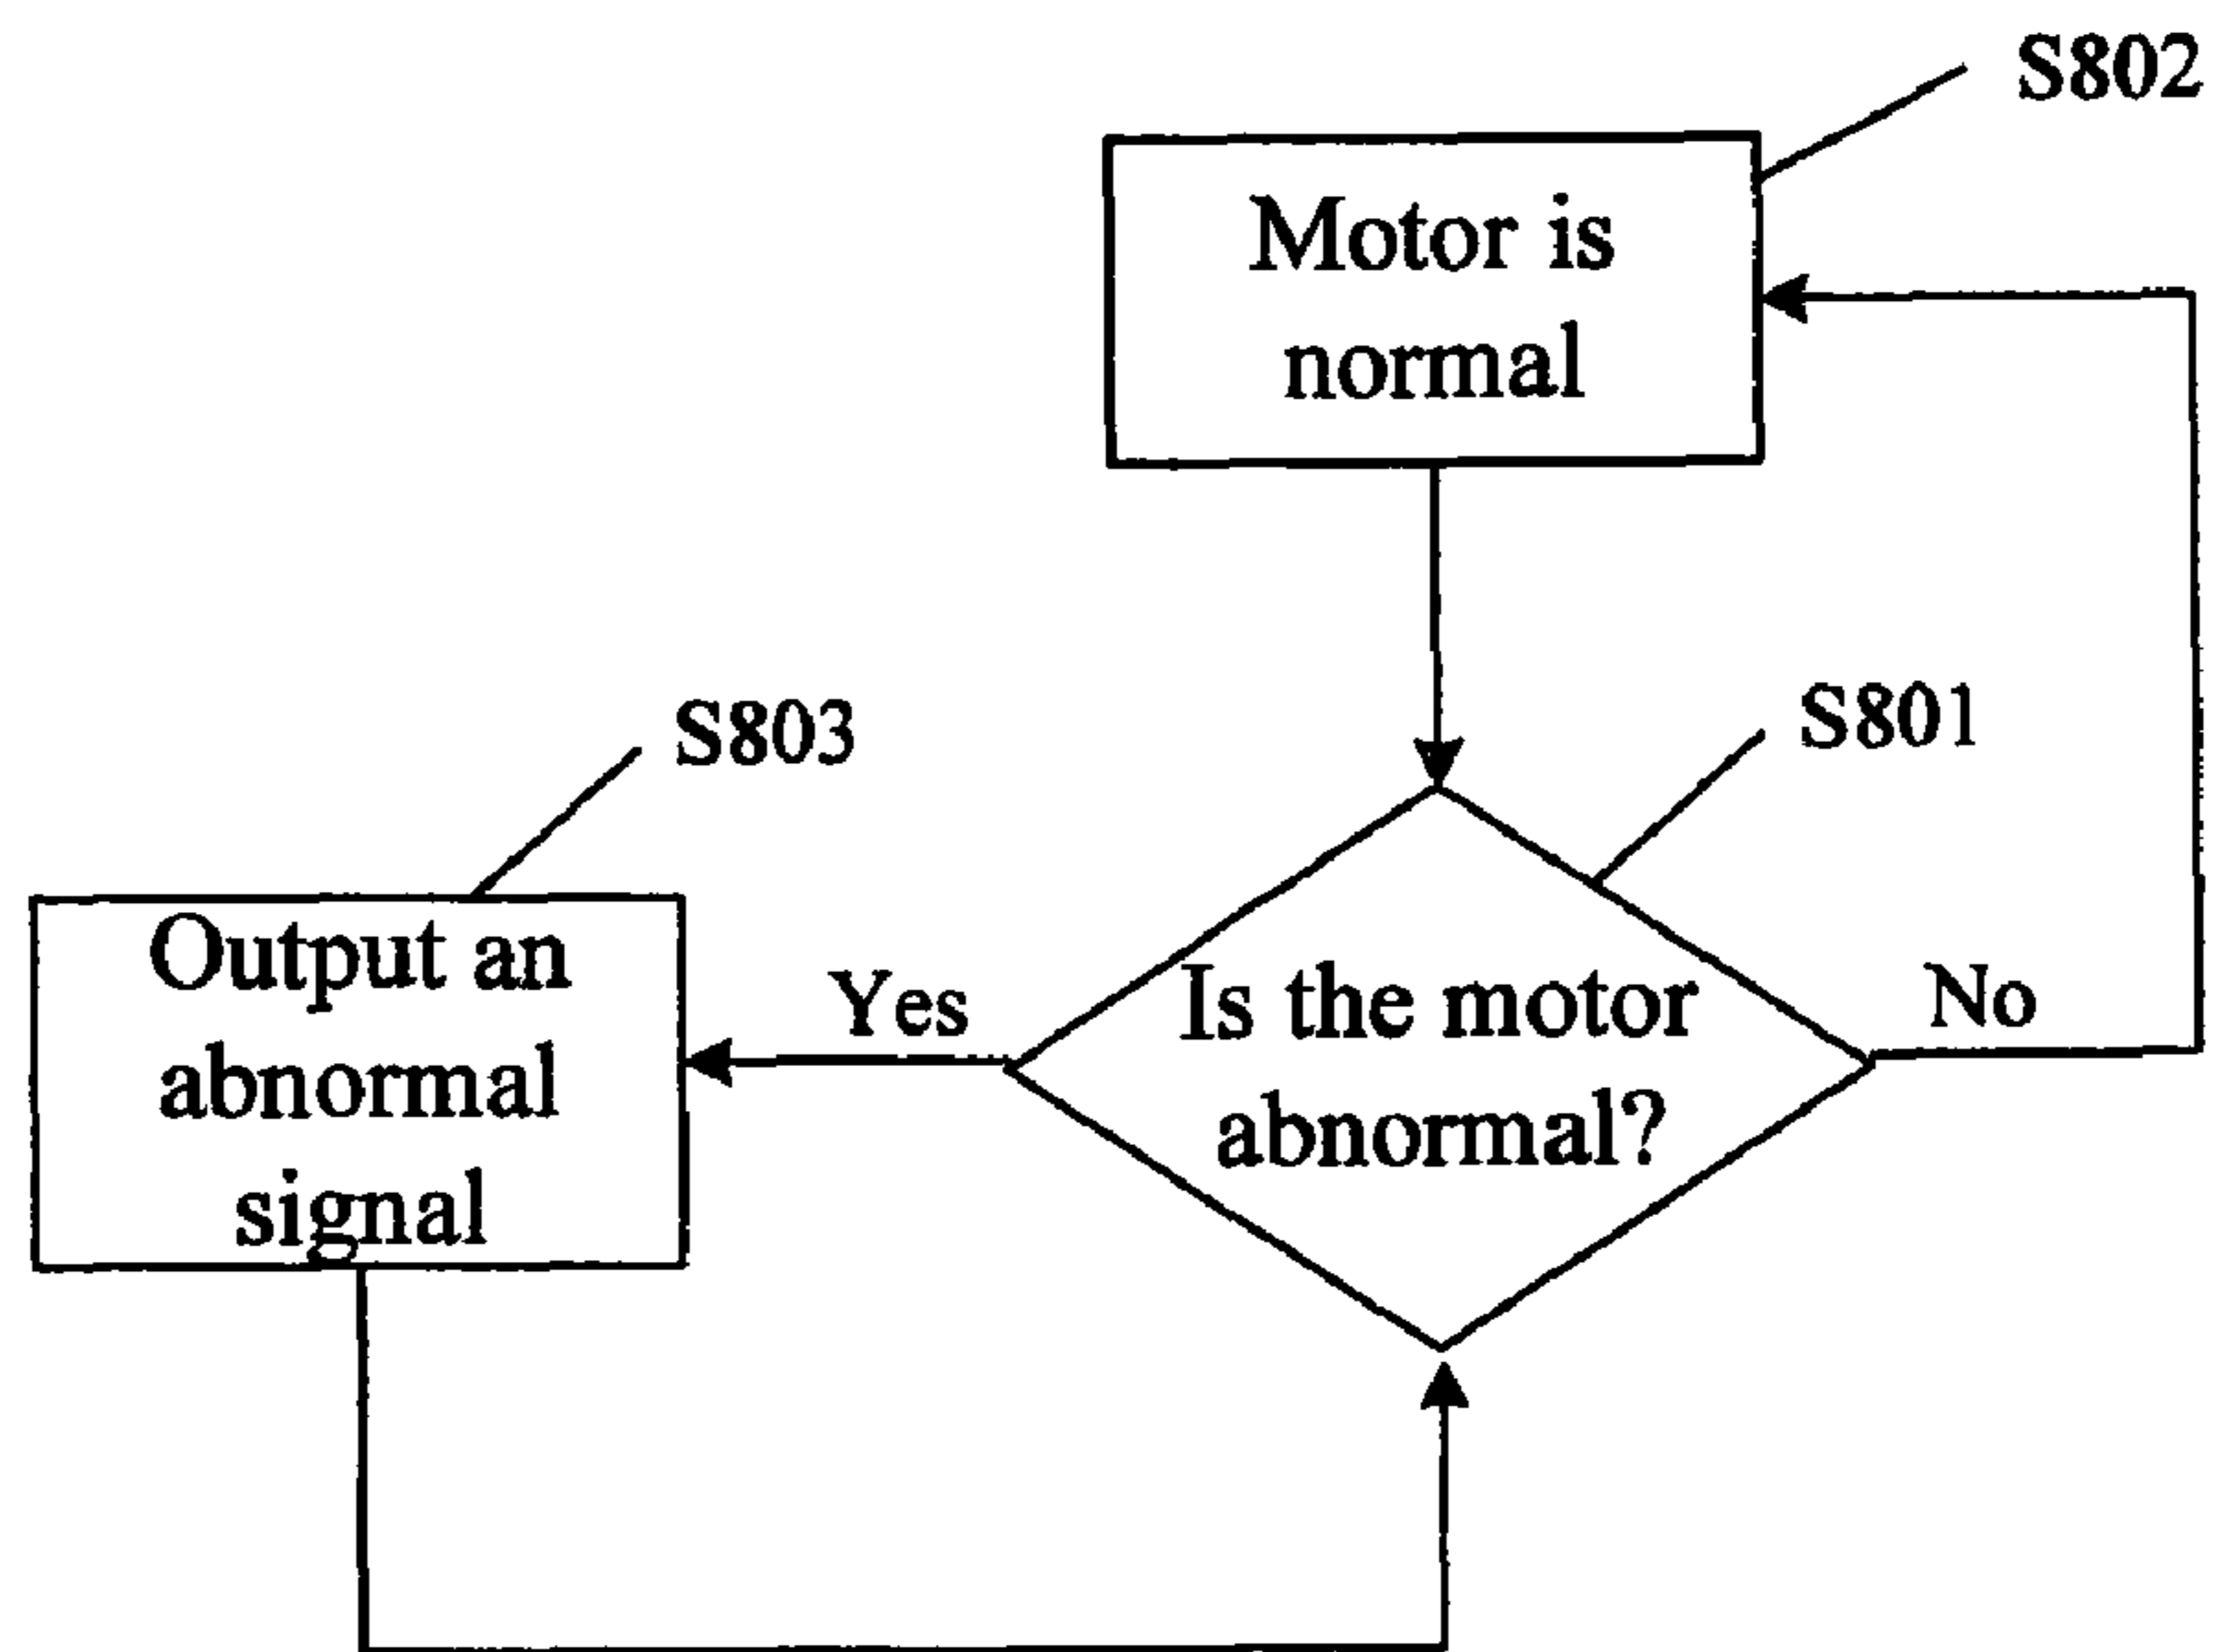 S802
Motor is
normal
S803
S801
Output an
abnormal
signal
Yes
Is the motor
abnormal?
No